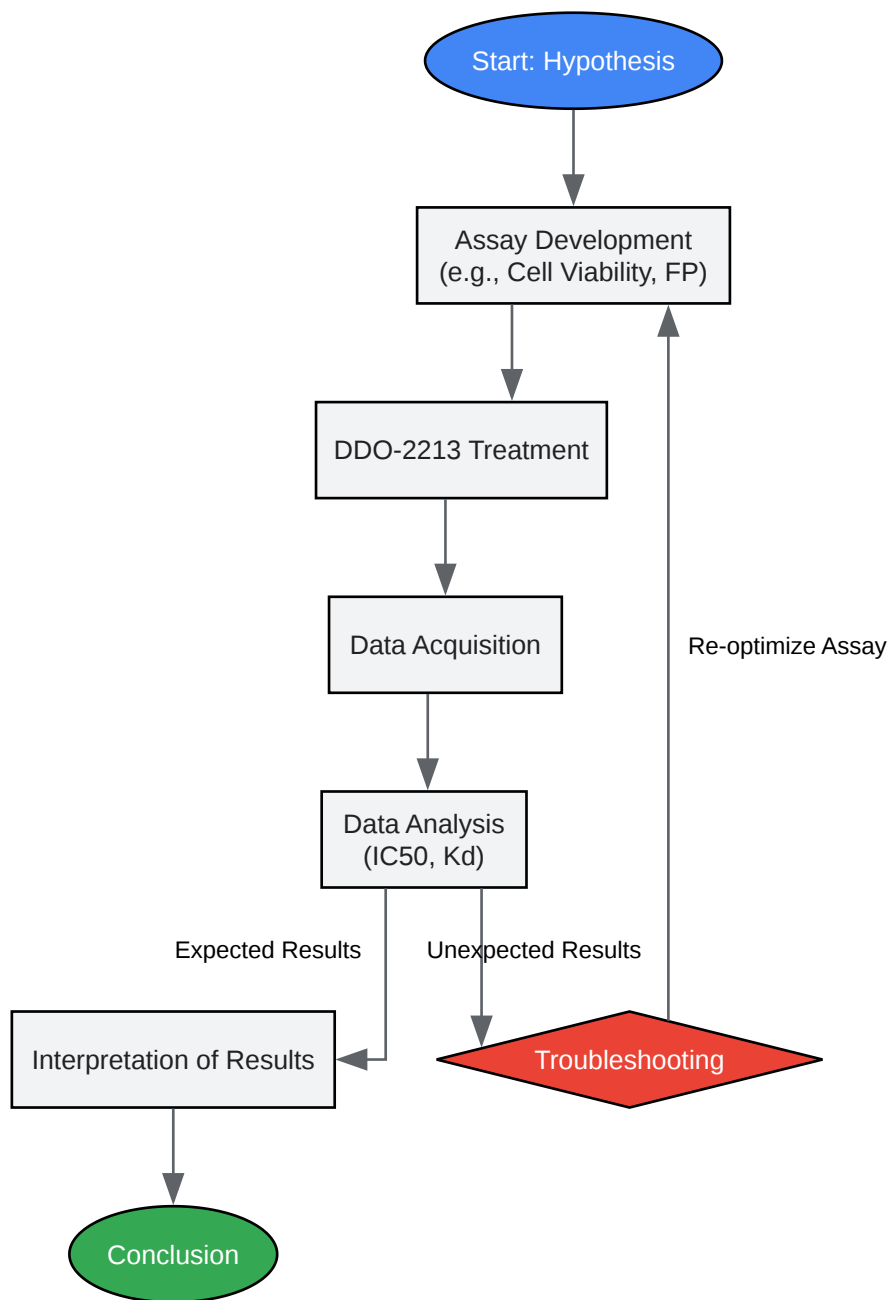 Start: Hypothesis
Assay Development
(e.g., Cell Viability, FP)
DDO-2213 Treatment
Data Acquisition
Re-optimize Assay
Data Analysis
(IC50, Kd)
Expected Results
Unexpected Results
Interpretation of Results
Troubleshooting
Conclusion